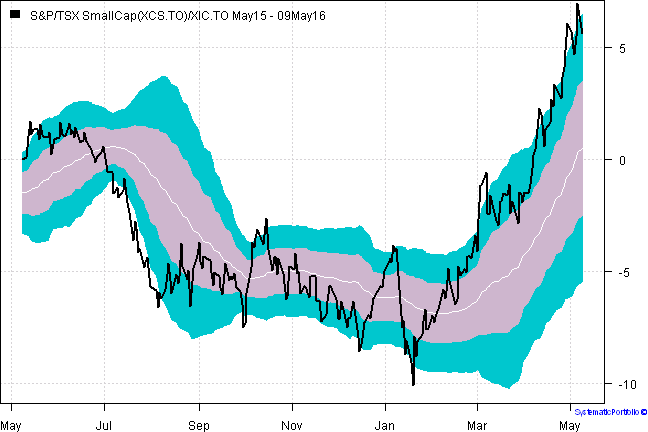 S&P/TSX SmallCap(XCS.TO)/XIC.TO May15 - 09May16
5
0
-5
-10
May Jul Sep Nov Jan Mar May
SystematicPortfolio ©